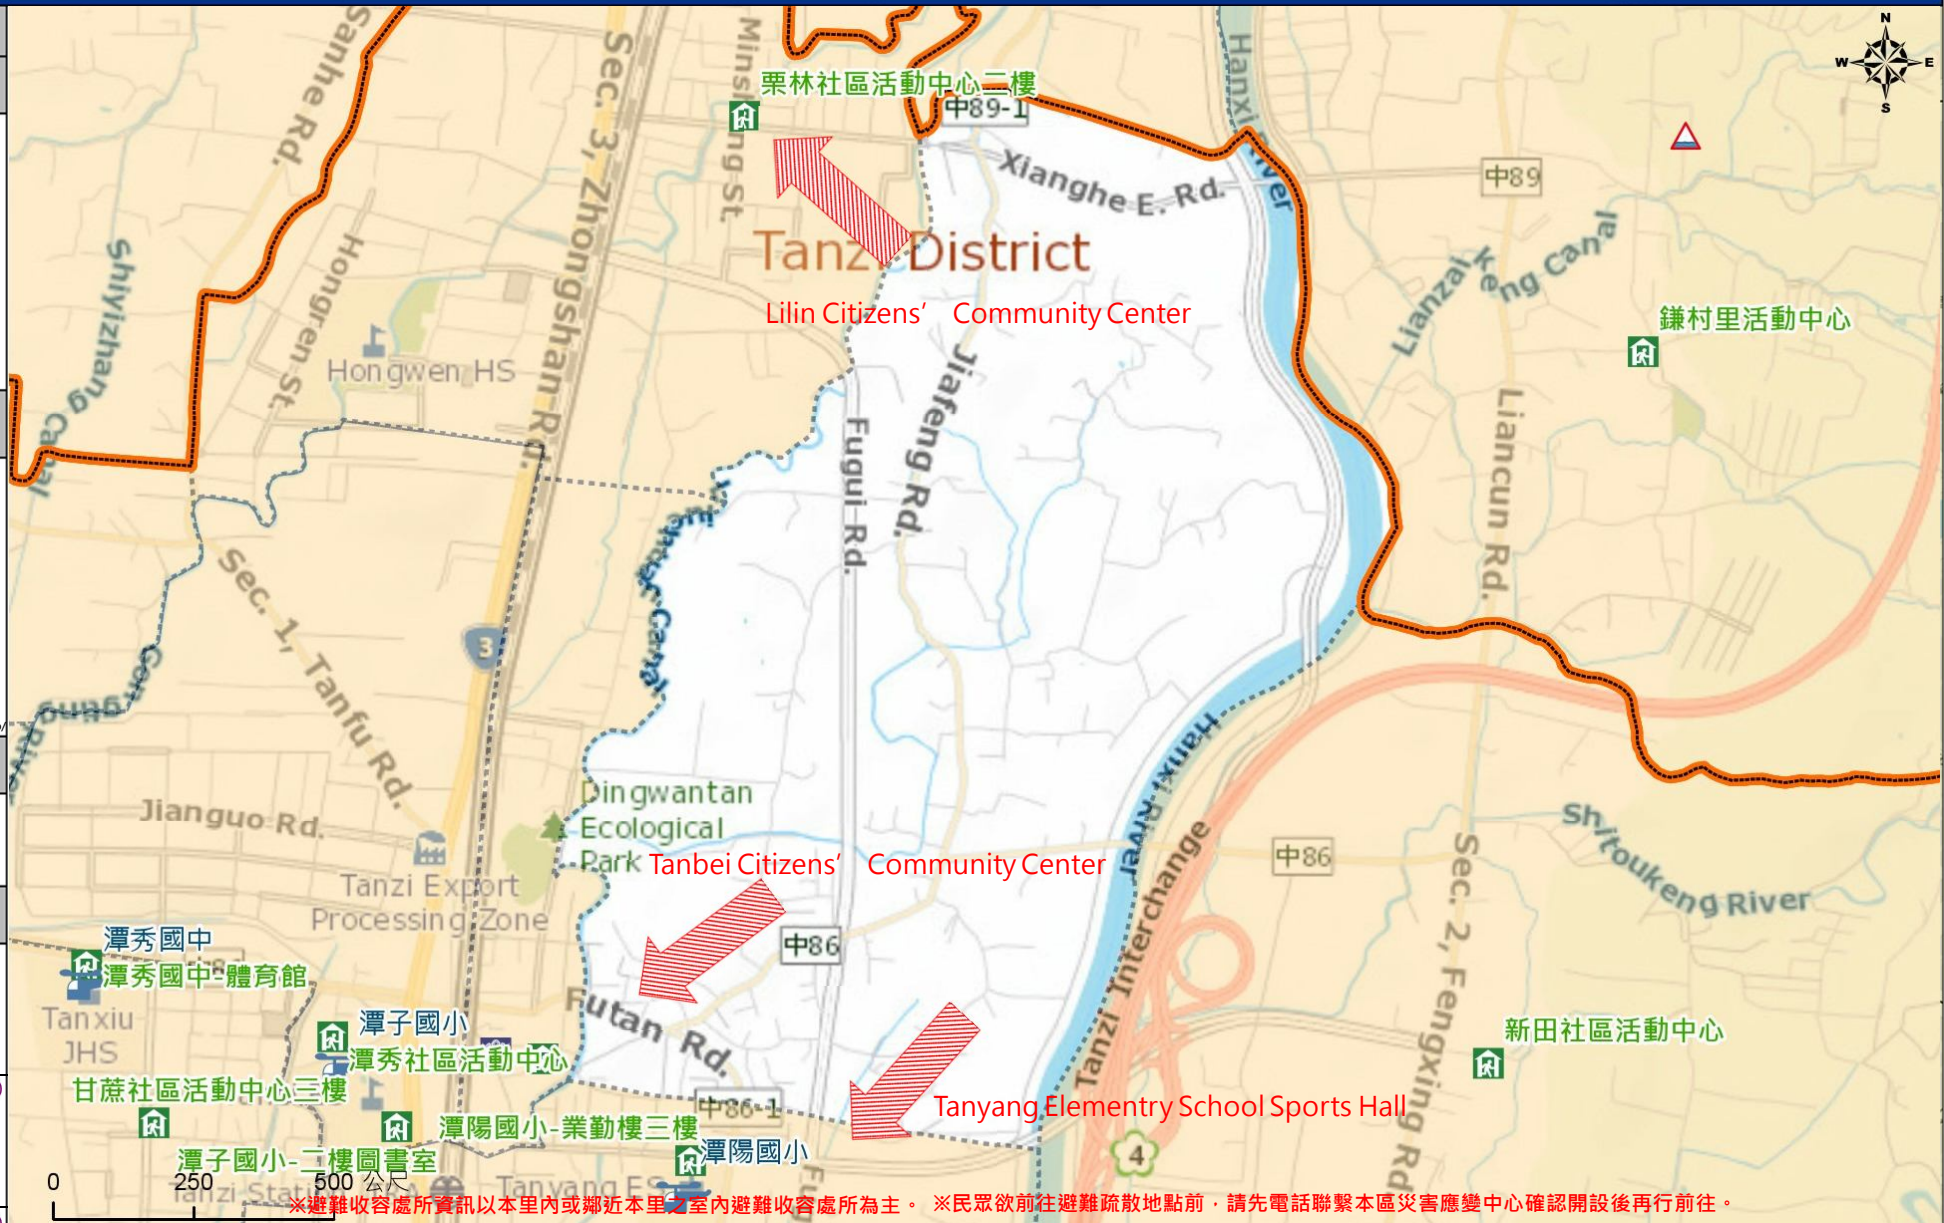 N
W E
S
Sanhe Rd.
Sec. 3, Zhongshan Rd.
Minsheng St.
栗林社區活動中心二樓
中89-1
Hanxi River
Xianghe E. Rd.
中89
Lianzai Keng Canal
Tanzi District
Lilin Citizens’ Community Center
鎌村里活動中心
Shiyizhang Canal
Hongren St.
Hongwen HS
Jiafeng Rd.
Fugui Rd.
Liancun Rd.
Canal
Sec. 1, Tanfu Rd.
3
Gonggung River
Hanxi River
Dingwantan
Ecological
Park
Jianguo Rd.
Tanbei Citizens’ Community Center
中86
Shitoukeng River
Tanzi Export
Processing Zone
Tanzi Interchange
Sec. 2, Fengxing Rd
潭秀國中
潭秀國中-體育館
中86
Tanxiu
JHS
Futan Rd.
潭子國小
潭秀社區活動中心
新田社區活動中心
甘蔗社區活動中心三樓
中86-1
Tanyang Elementry School Sports Hall
潭陽國小-業勤樓三樓
潭陽國小
4
潭子國小-二樓圖書室
0 250 500 公尺
Tanzi Station TRA
Tanyang ES
※避難收容處所資訊以本里內或鄰近本里之室內避難收容處所為主。 ※民眾欲前往避難疏散地點前，請先電話聯繫本區災害應變中心確認開設後再行前往。